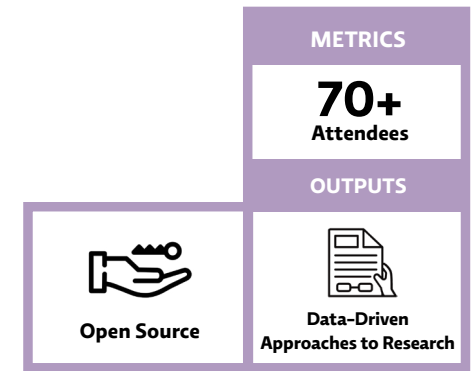 METRICS
70+
Attendees
OUTPUTS
Open Source
Data-Driven
Approaches to Research